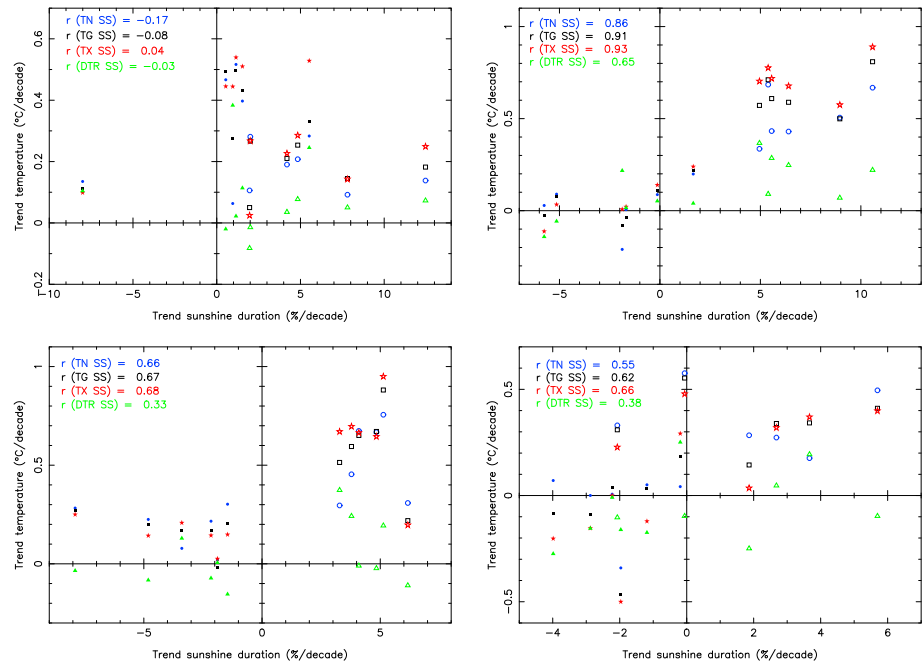 r (TN SS) = −0.17
r (TG SS) = −0.08
r (TX SS) = 0.04
r (DTR SS) = −0.03
Trend temperature (°C/decade)
0.6
0.4
0.2
0
0.2
−10
−5
0
5
10
Trend sunshine duration (%/decade)
r (TN SS) = 0.86
r (TG SS) = 0.91
r (TX SS) = 0.93
r (DTR SS) = 0.65
Trend temperature (°C/decade)
1
0.5
0
−5
0
5
10
Trend sunshine duration (%/decade)
r (TN SS) = 0.66
r (TG SS) = 0.67
r (TX SS) = 0.68
r (DTR SS) = 0.33
Trend temperature (°C/decade)
1
0.5
0
−5
0
5
Trend sunshine duration (%/decade)
r (TN SS) = 0.55
r (TG SS) = 0.62
r (TX SS) = 0.66
r (DTR SS) = 0.38
Trend temperature (°C/decade)
0.5
0
−0.5
−4
−2
0
2
4
6
Trend sunshine duration (%/decade)